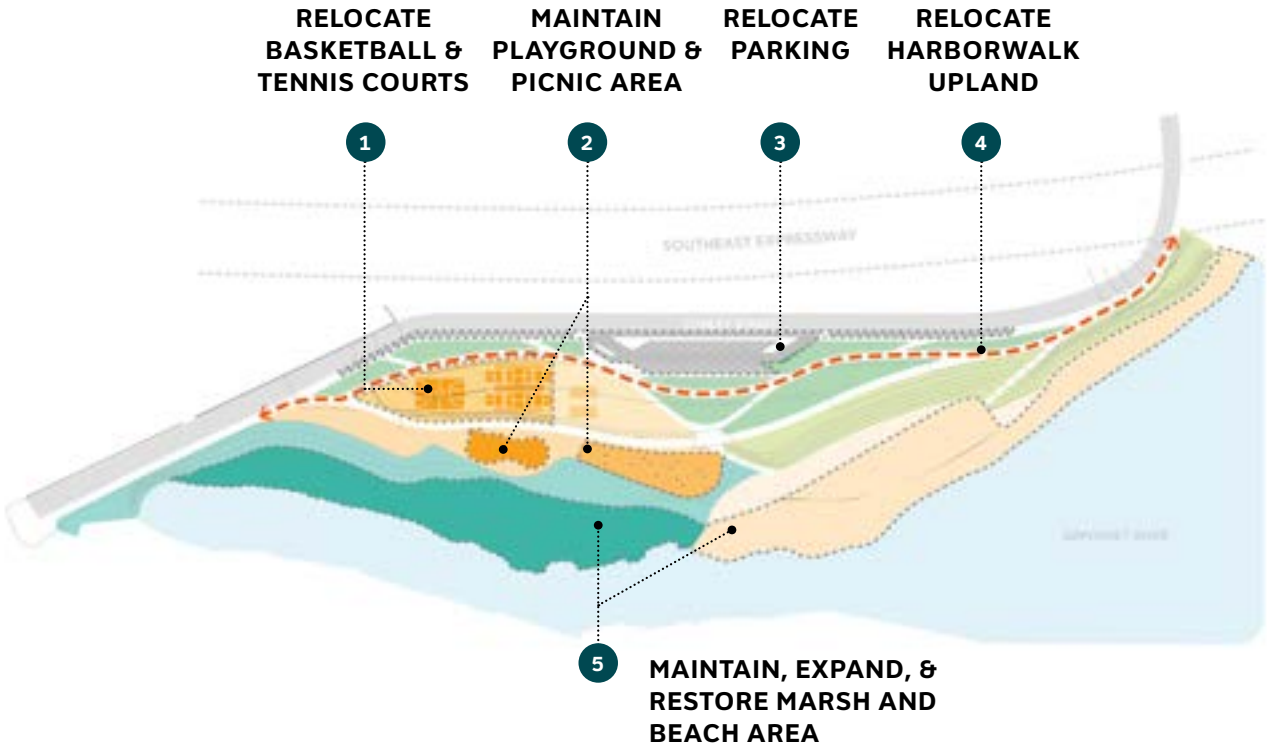 RELOCATE
BASKETBALL &
TENNIS COURTS
MAINTAIN
PLAYGROUND &
PICNIC AREA
RELOCATE
PARKING
RELOCATE
HARBORWALK
UPLAND
1
2
3
4
SOUTHEAST EXPRESSWAY
5
MAINTAIN, EXPAND, &
RESTORE MARSH AND
BEACH AREA